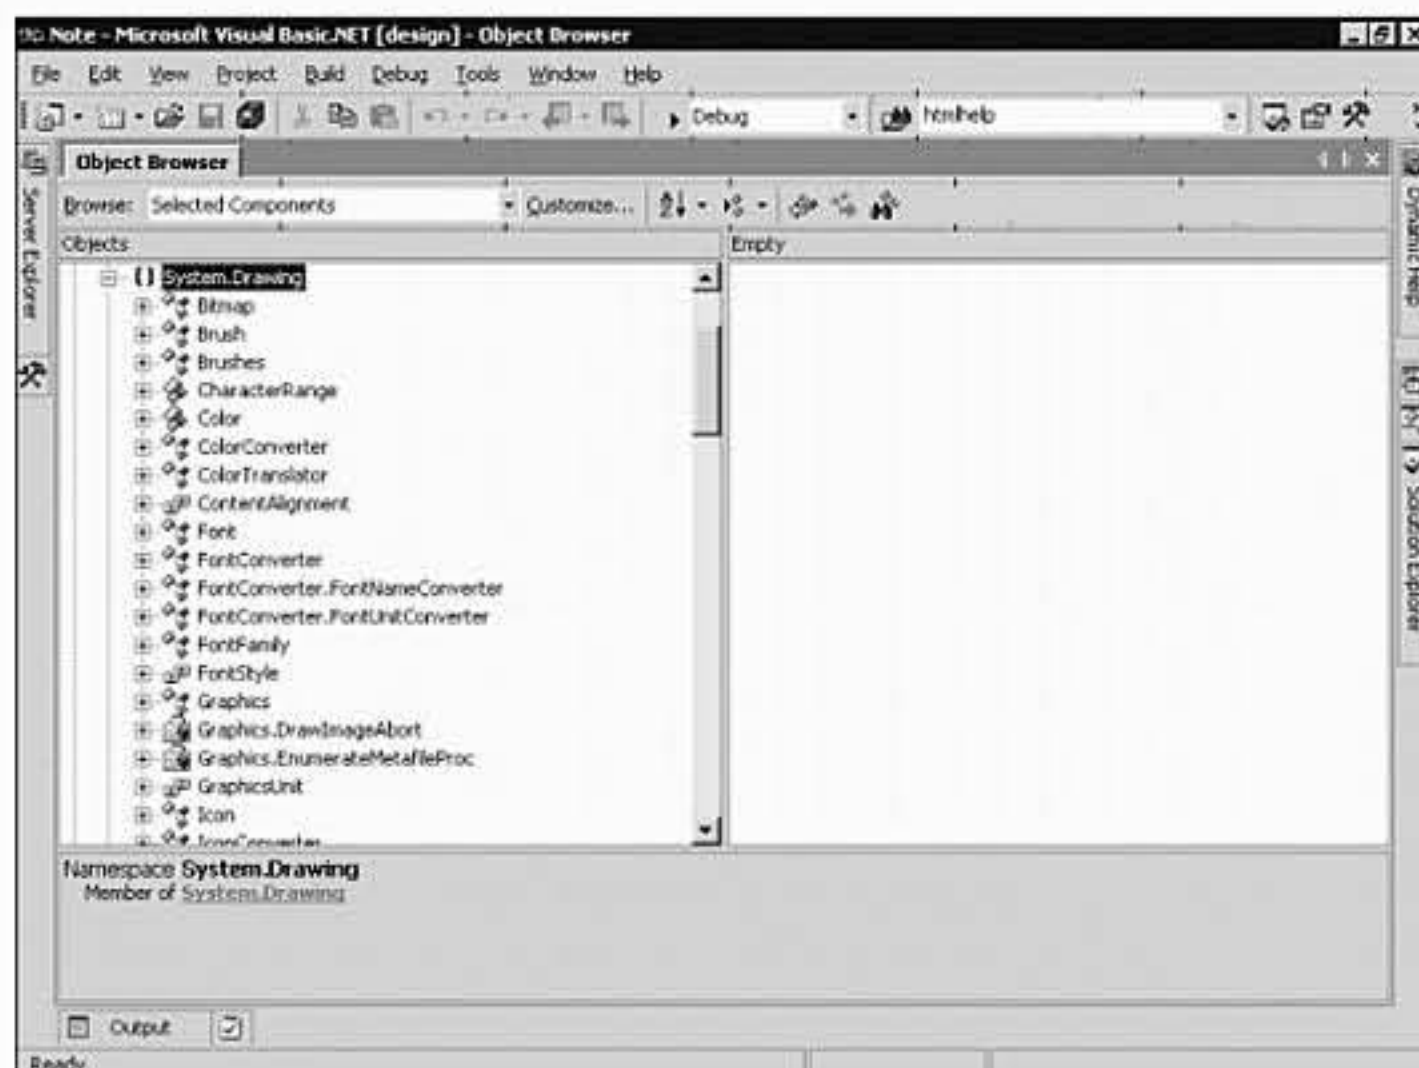 Note - Microsoft Visual Basic.NET [design] - Object Browser
File Edit View Project Build Debug Tools Window Help
Debug htmlhelp
Object Browser
Browse: Selected Components Customize...
Objects Empty
System.Drawing
Bitmap
Brush
Brushes
CharacterRange
Color
ColorConverter
ColorTranslator
ContentAlignment
Font
FontConverter
FontConverter.FontNameConverter
FontConverter.FontUnitConverter
FontFamily
FontStyle
Graphics
Graphics.DrawImageAbort
Graphics.EnumerateMetafileProc
GraphicsUnit
Icon
IconConverter
Namespace System.Drawing
Member of System.Drawing
Output
Ready
Server Explorer
Dynamic Help
Solution Explorer